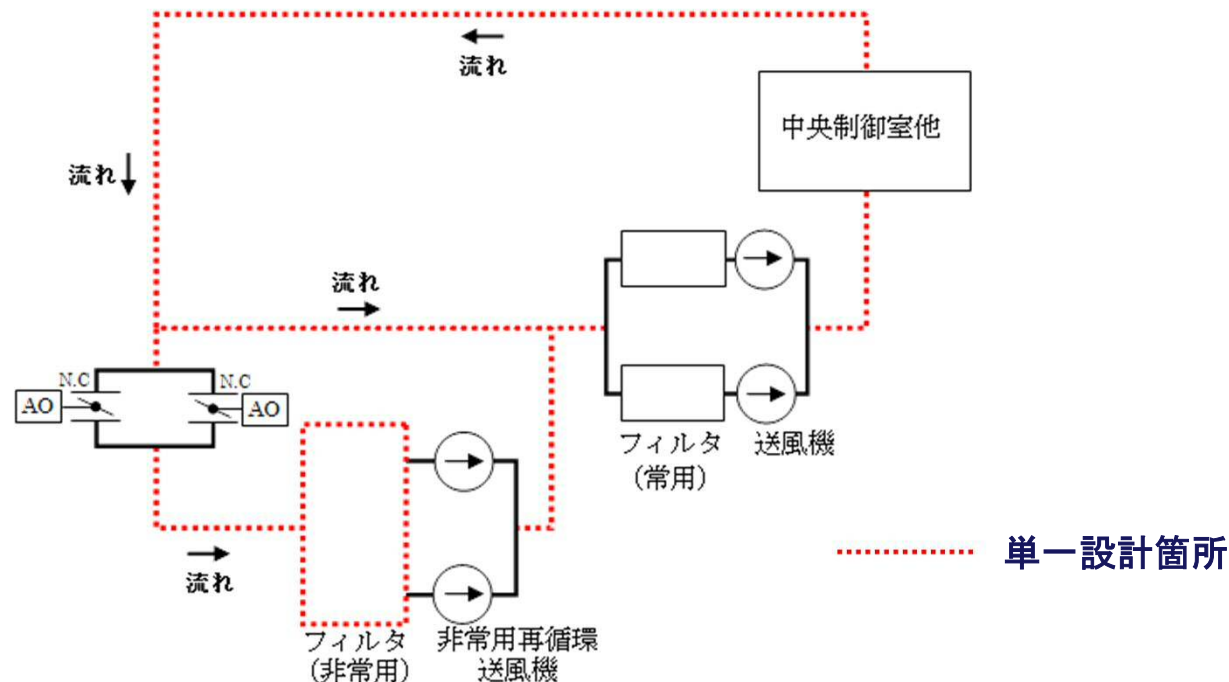 流れ
中央制御室他
流れ
流れ
N.C
N.C
AO
AO
フィルタ
(常用)
送風機
流れ
フィルタ
(非常用)
非常用再循環
送風機
単一設計箇所